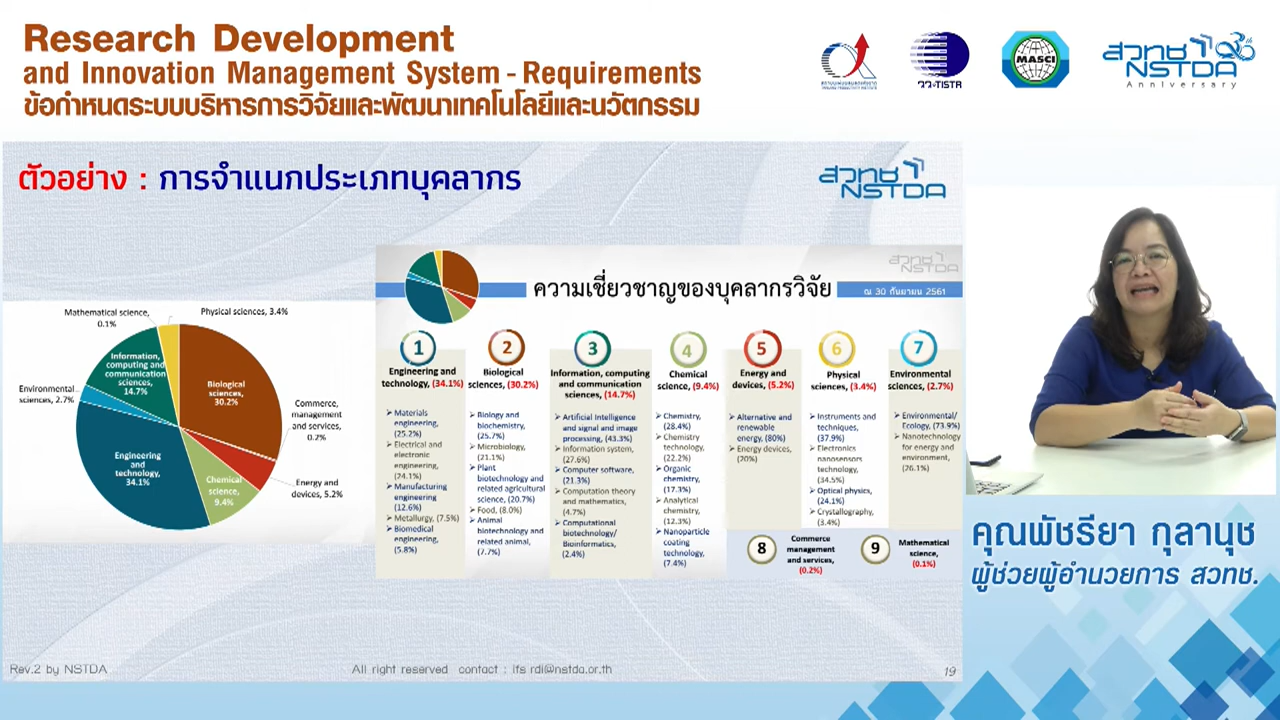 Research Development
and Innovation Management System - Requirements
ข้อกำหนดระบบบริหารการวิจัยและพัฒนาเทคโนโลยีและนวัตกรรม
วว.TISTR
MASCI
สวทช
NSTDA
Anniversary
ตัวอย่าง : การจำแนกประเภทบุคลากร
สวทช
NSTDA
Mathematical science,
0.1%
Physical sciences, 3.4%
Information,
computing and
communication
sciences,
14.7%
Biological
sciences,
30.2%
Environmental
sciences, 2.7%
Commerce,
management
and services,
0.2%
Engineering
and
technology,
34.1%
Chemical
science,
9.4%
Energy and
devices, 5.2%
สวทช
NSTDA
ความเชี่ยวชาญของบุคลากรวิจัย
ณ 30 กันยายน 2561
1
Engineering and
technology, (34.1%)
➢ Materials
engineering,
(25.2%)
➢ Electrical and
electronic
engineering,
(24.1%)
➢ Manufacturing
engineering
(12.6%)
➢ Metallurgy, (7.5%)
➢ Biomedical
engineering,
(5.8%)
2
Biological
sciences, (30.2%)
➢ Biology and
biochemistry,
(25.7%)
➢ Microbiology,
(21.1%)
➢ Plant
biotechnology and
related agricultural
science, (20.7%)
➢ Food, (8.0%)
➢ Animal
biotechnology and
related animal,
(7.7%)
3
Information, computing
and communication
sciences, (14.7%)
➢ Artificial Intelligence
and signal and image
processing, (43.3%)
➢ Information system,
(27.6%)
➢ Computer software,
(21.3%)
➢ Computation theory
and mathematics,
(4.7%)
➢ Computational
biotechnology/
Bioinformatics,
(2.4%)
4
Chemical
science, (9.4%)
➢ Chemistry,
(28.4%)
➢ Chemistry
technology,
(22.2%)
➢ Organic
chemistry,
(17.3%)
➢ Analytical
chemistry,
(12.3%)
➢ Nanoparticle
coating
technology,
(7.4%)
5
Energy and
devices, (5.2%)
➢ Alternative and
renewable
energy, (80%)
➢ Energy devices,
(20%)
6
Physical
sciences, (3.4%)
➢ Instruments and
techniques,
(37.9%)
➢ Electronics
nanosensors
technology,
(34.5%)
➢ Optical physics,
(24.1%)
➢ Crystallography,
(3.4%)
7
Environmental
sciences, (2.7%)
➢ Environmental/
Ecology, (73.9%)
➢ Nanotechnology
for energy and
environment,
(26.1%)
8
Commerce
management
and services,
(0.2%)
9
Mathematical
science,
(0.1%)
คุณพัชรียา กุลานุช
ผู้ช่วยผู้อำนวยการ สวทช.
Rev.2 by NSTDA
All right reserved contact : ifs rdi@nstda.or.th
19